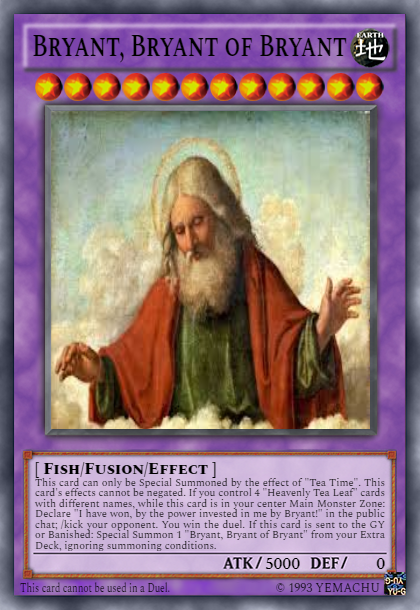 Bryant, Bryant of Bryant
EARTH
地
[ Fish/Fusion/Effect ]
This card can only be Special Summoned by the effect of "Tea Time". This
card's effects cannot be negated. If you control 4 "Heavenly Tea Leaf" cards
with different names, while this card is in your center Main Monster Zone:
Declare "I have won, by the power invested in me by Bryant!" in the public
chat; /kick your opponent. You win the duel. If this card is sent to the GY
or Banished: Special Summon 1 "Bryant, Bryant of Bryant" from your Extra
Deck, ignoring summoning conditions.
ATK/ 5000 DEF/ 0
This card cannot be used in a Duel.
© 1993 YEMACHU